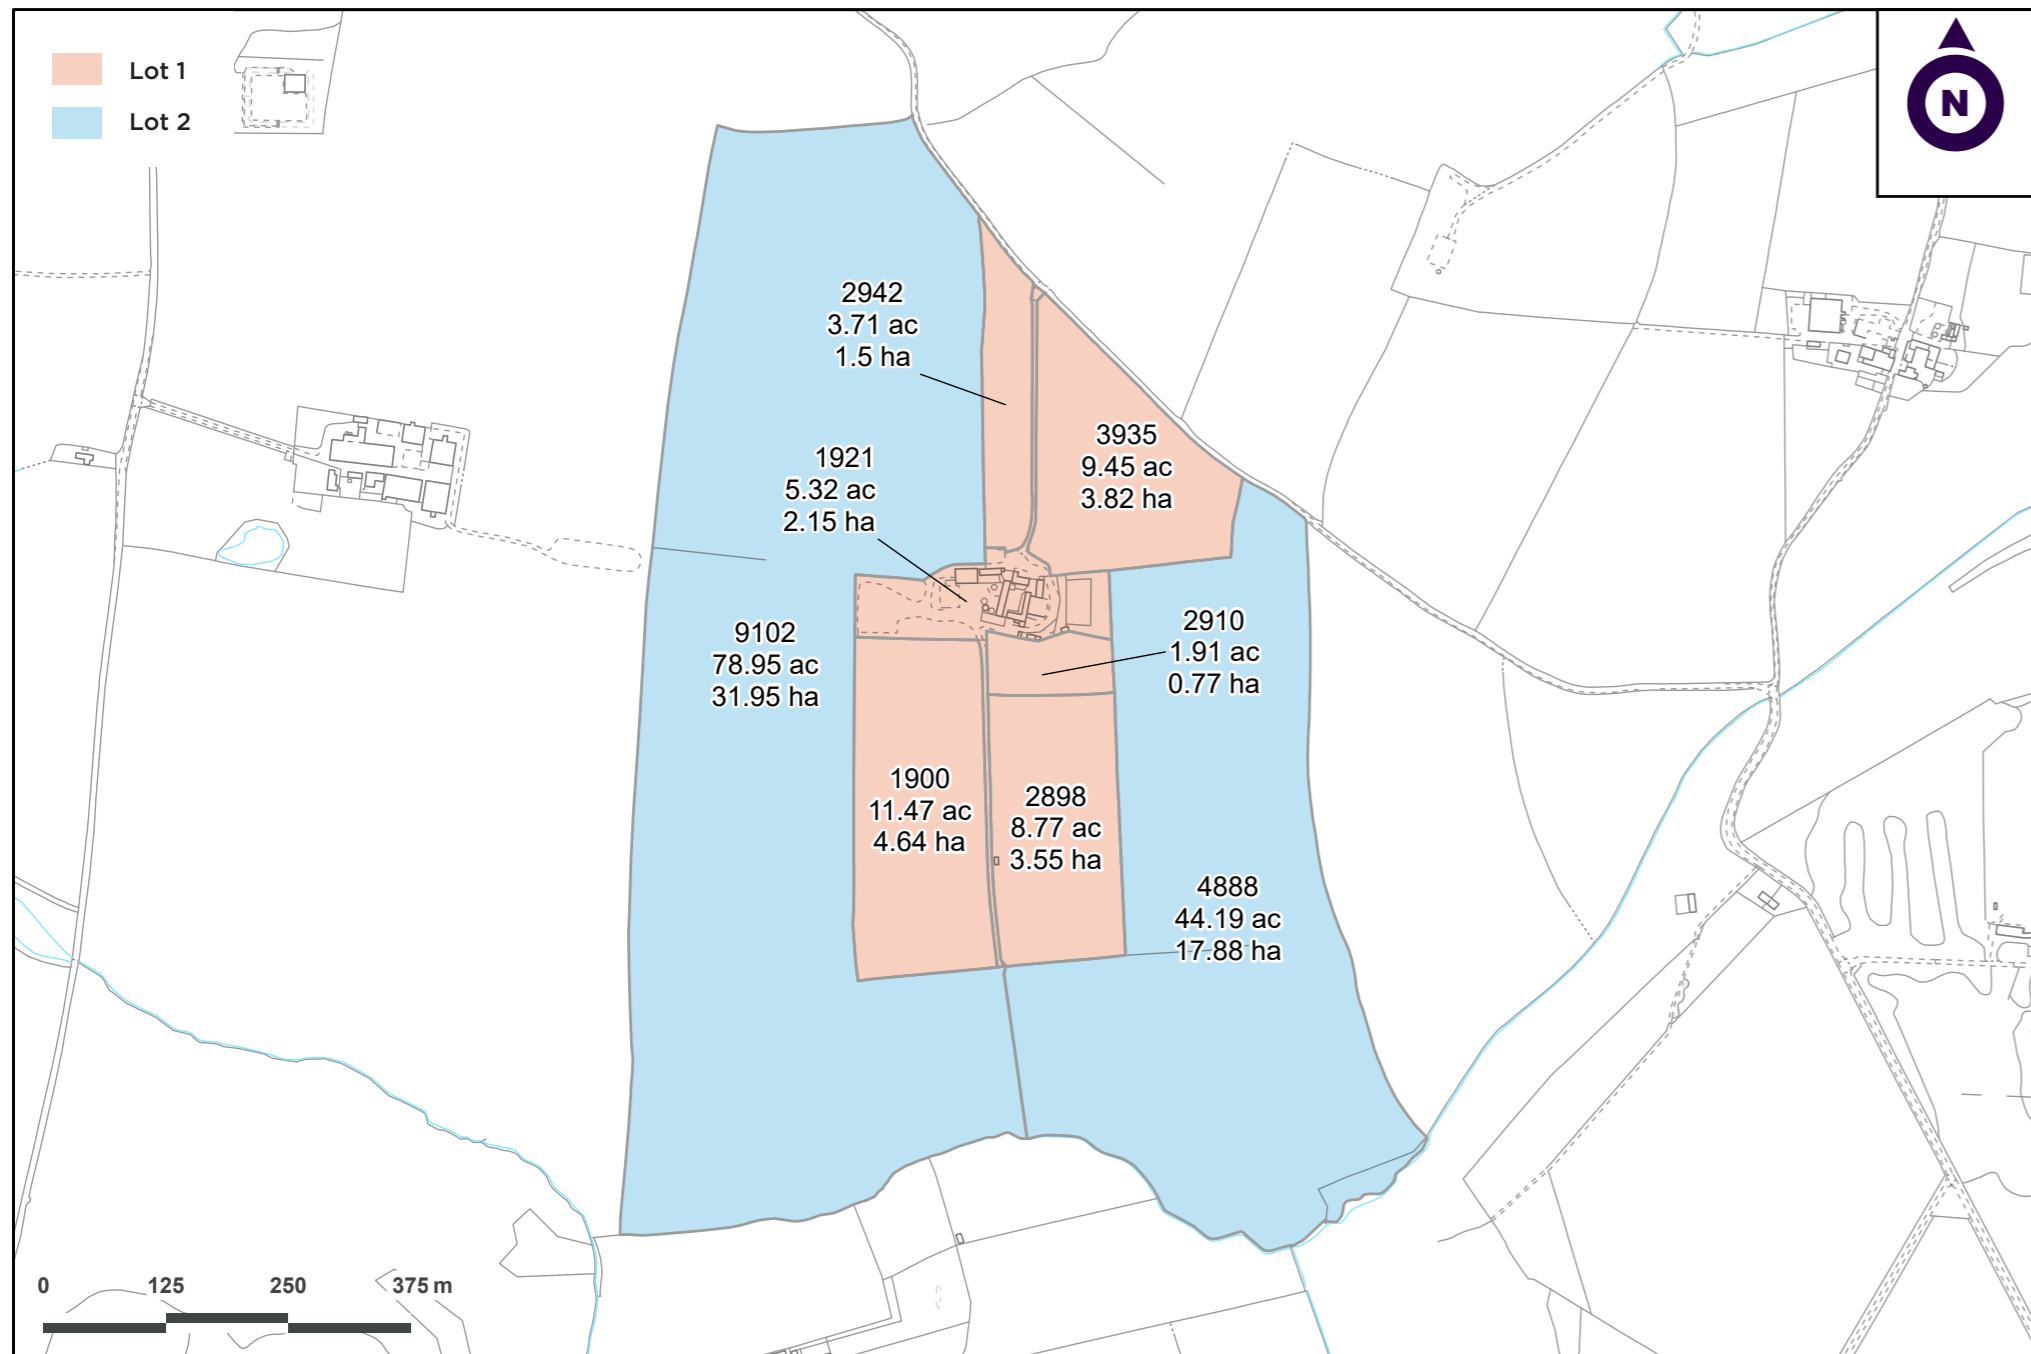 Lot 1
Lot 2
N
2942
3.71 ac
1.5 ha
3935
9.45 ac
3.82 ha
1921
5.32 ac
2.15 ha
9102
78.95 ac
31.95 ha
2910
1.91 ac
0.77 ha
1900
11.47 ac
4.64 ha
2898
8.77 ac
3.55 ha
4888
44.19 ac
17.88 ha
0 125 250 375 m